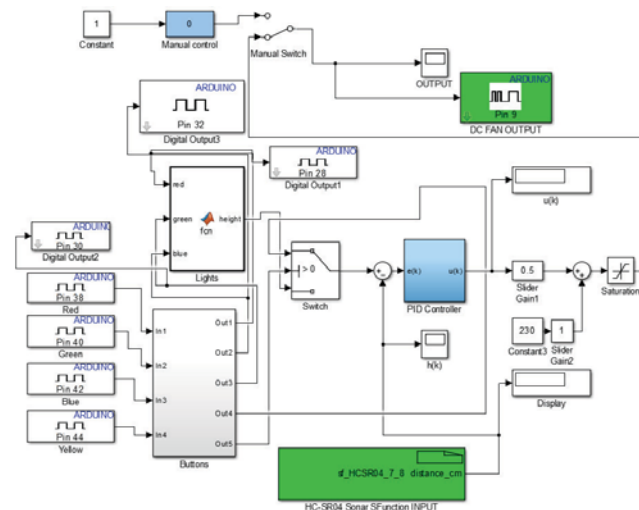 1
Constant
0
Manual control
Manual Switch
OUTPUT
ARDUINO
Pin 9
DC FAN OUTPUT
ARDUINO
Pin 32
Digital Output3
ARDUINO
Pin 28
Digital Output1
red
green
blue
fcn
height
Lights
ARDUINO
Pin 30
Digital Output2
ARDUINO
Pin 38
Red
ARDUINO
Pin 40
Green
ARDUINO
Pin 42
Blue
ARDUINO
Pin 44
Yellow
In1
In2
In3
In4
Out1
Out2
Out3
Out4
Out5
Buttons
> 0
Switch
e(k)
u(k)
PID Controller
h(k)
u(k)
0.5
Slider
Gain1
230
Constant3
1
Slider
Gain2
Saturation
Display
sf_HCSR04_7_8 distance_cm
HC-SR04 Sonar SFunction INPUT